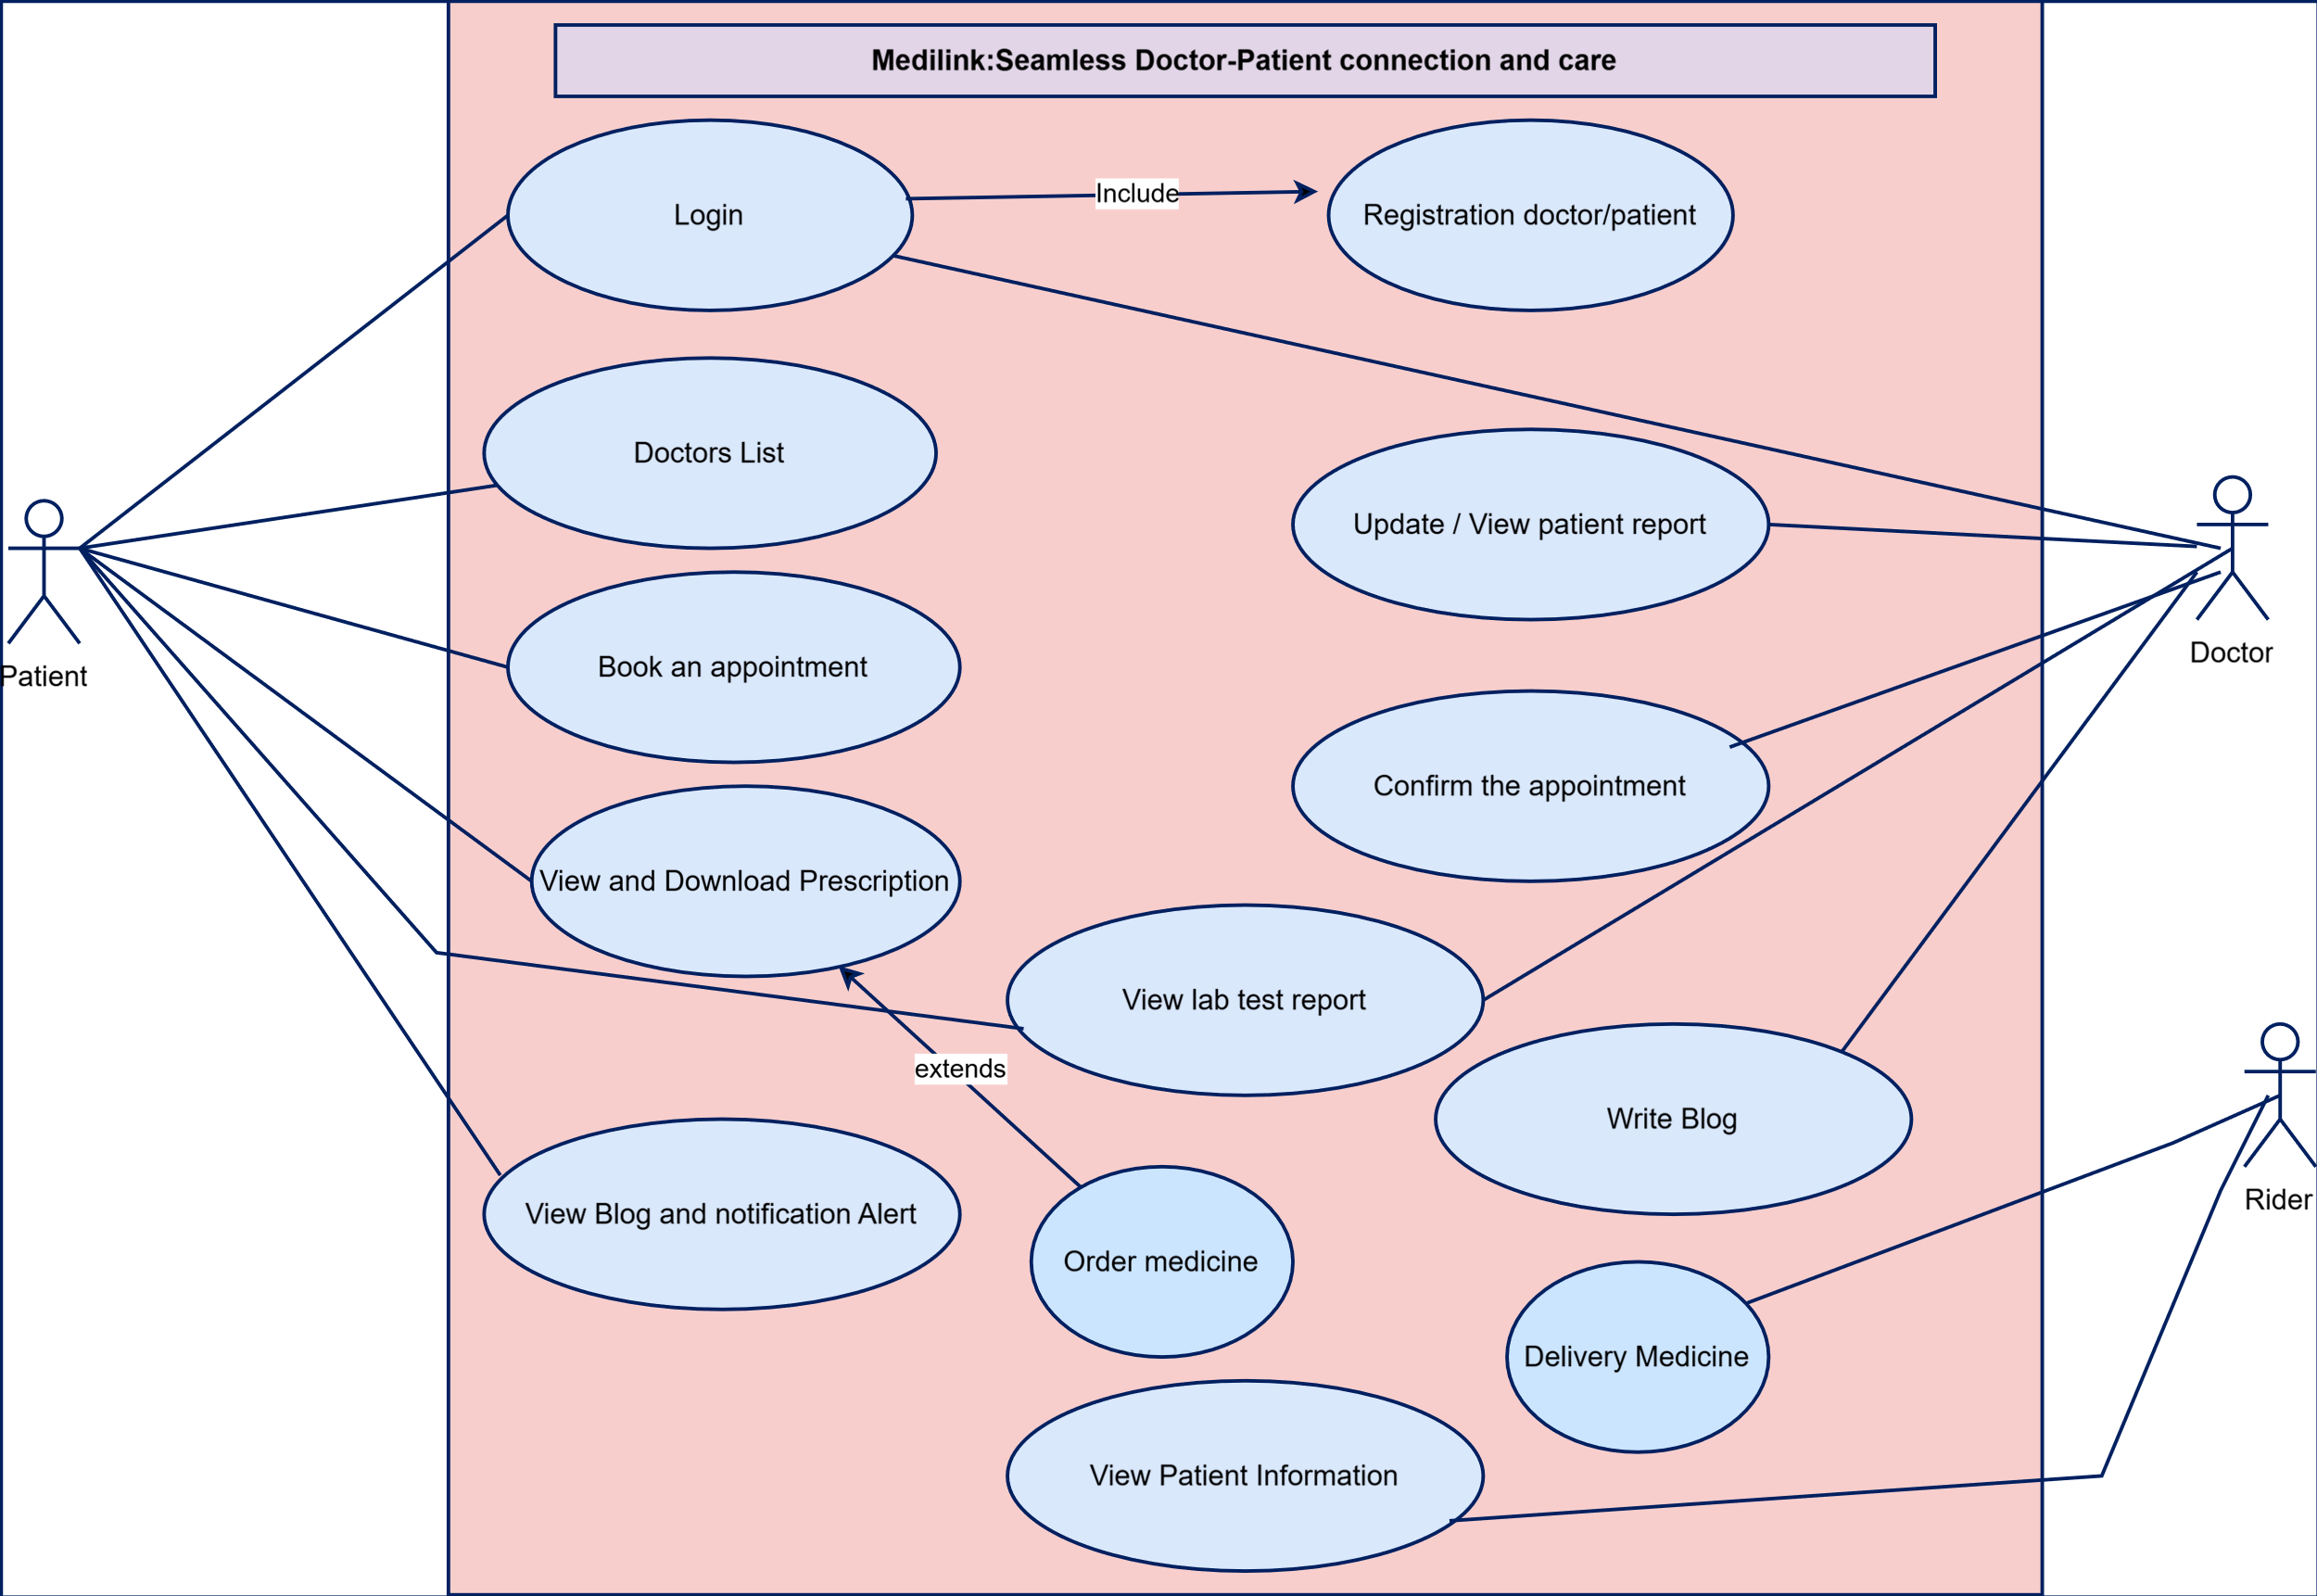 Medilink:Seamless Doctor-Patient connection and care
Login
Include
Registration doctor/patient
Doctors List
Update / View patient report
Patient
Doctor
Book an appointment
Confirm the appointment
View and Download Prescription
View lab test report
extends
Write Blog
Rider
View Blog and notification Alert
Order medicine
Delivery Medicine
View Patient Information